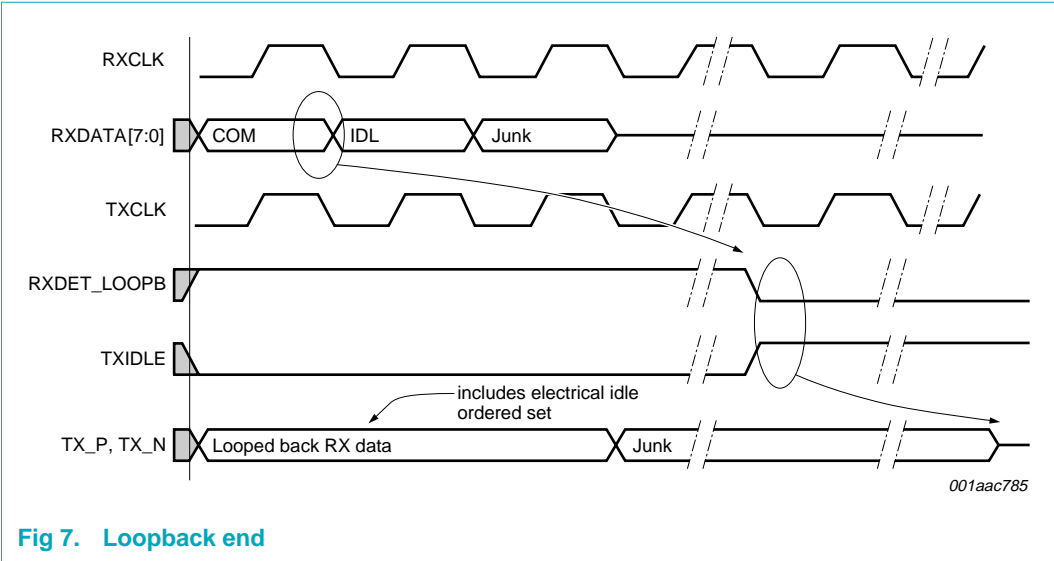 RXCLK
RXDATA[7:0]
COM
IDL
Junk
TXCLK
RXDET_LOOPB
TXIDLE
includes electrical idle
ordered set
TX_P, TX_N
Looped back RX data
Junk
001aac785
Fig 7. Loopback end